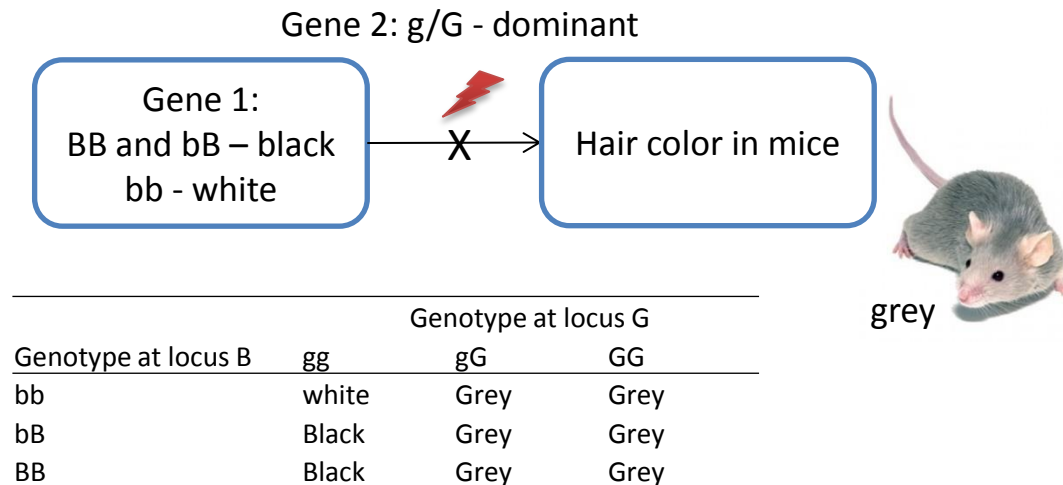 Gene 2: g/G - dominant
Gene 1:
BB and bB – black
bb - white
X
Hair color in mice
grey
Genotype at locus G
Genotype at locus B gg gG GG
bb white Grey Grey
bB Black Grey Grey
BB Black Grey Grey